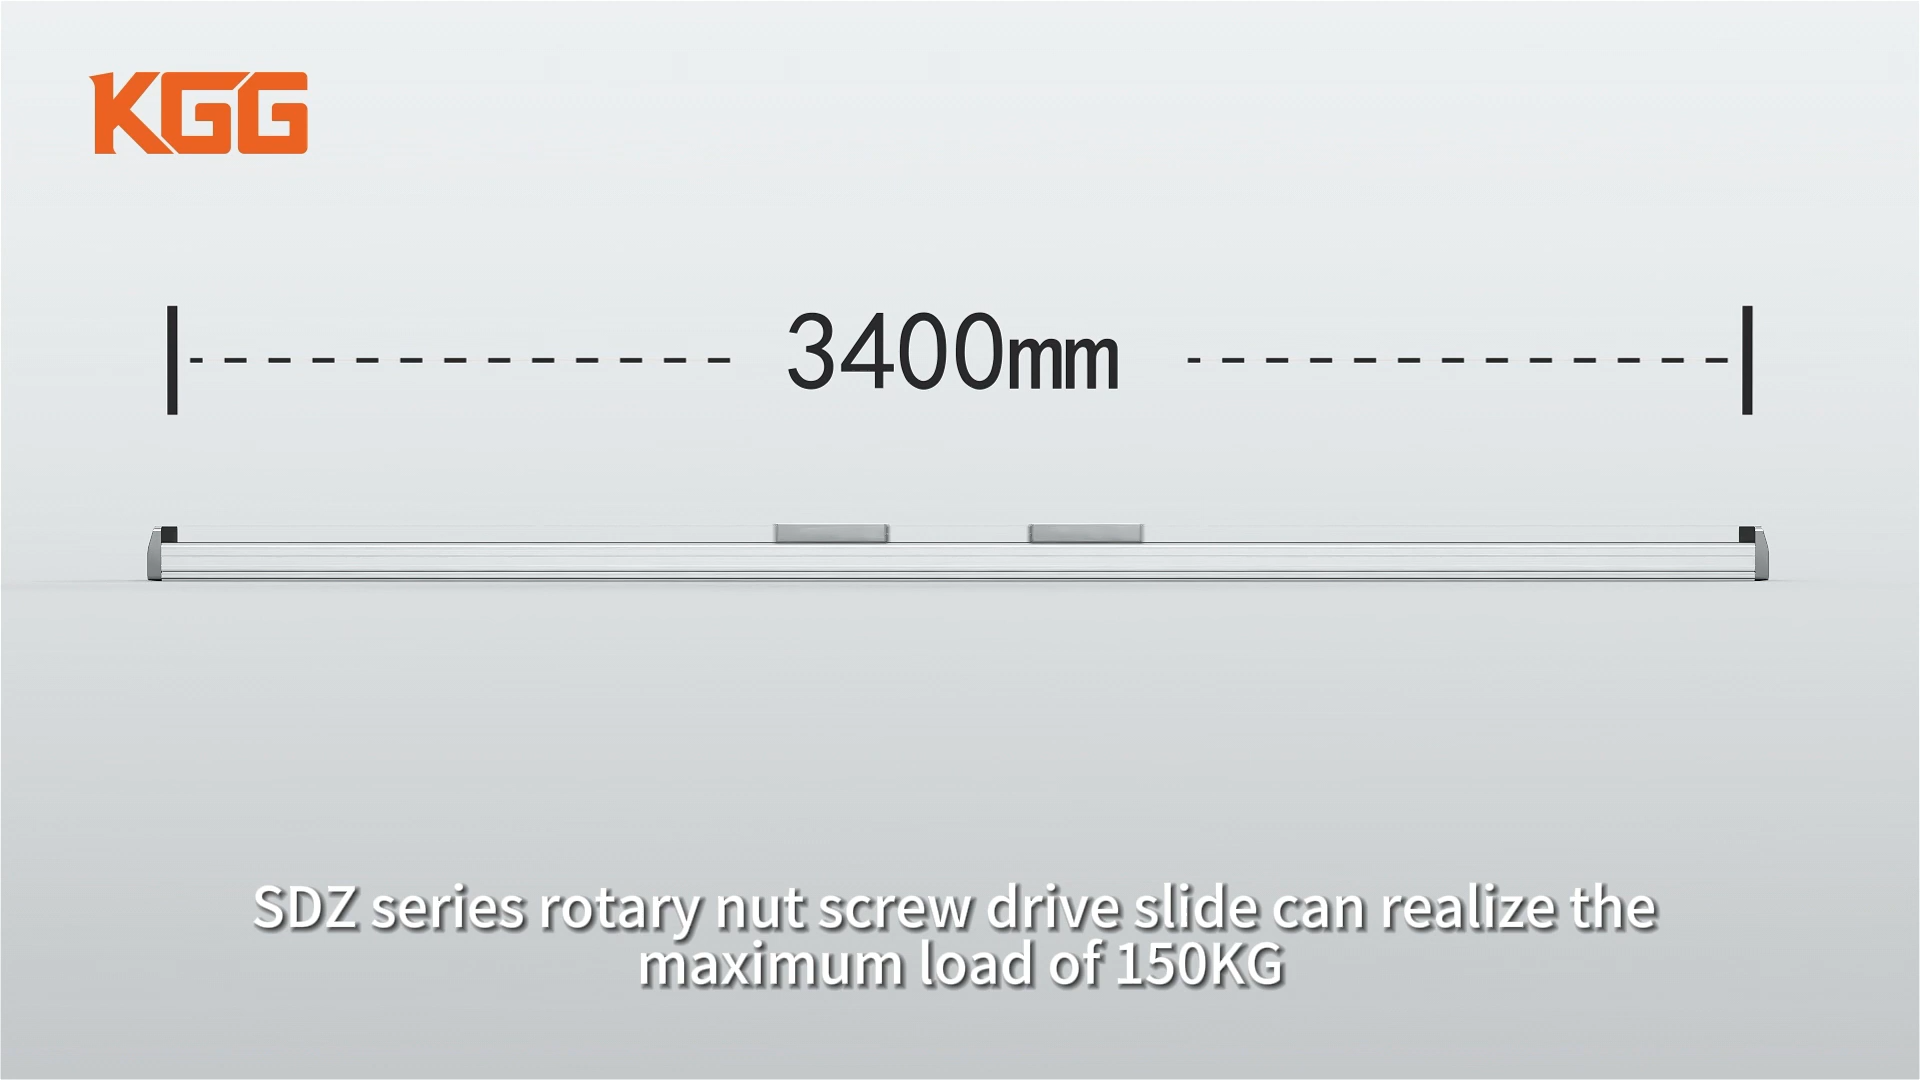 KGG
3400mm
SDZ series rotary nut screw drive slide can realize the
maximum load of 150KG